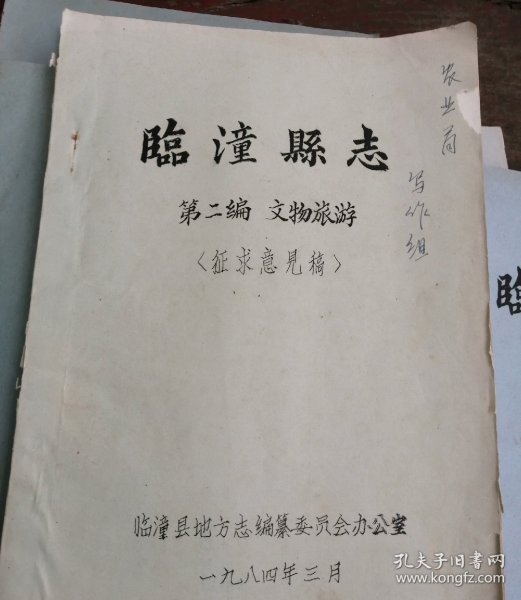 臨潼縣志
第二编 文物旅游
〈征求意見稿〉
农业局
写作组
臨
临潼县地方志编纂委员会办公室
一九八四年三月
孔夫子旧书网
www.kongfz.com